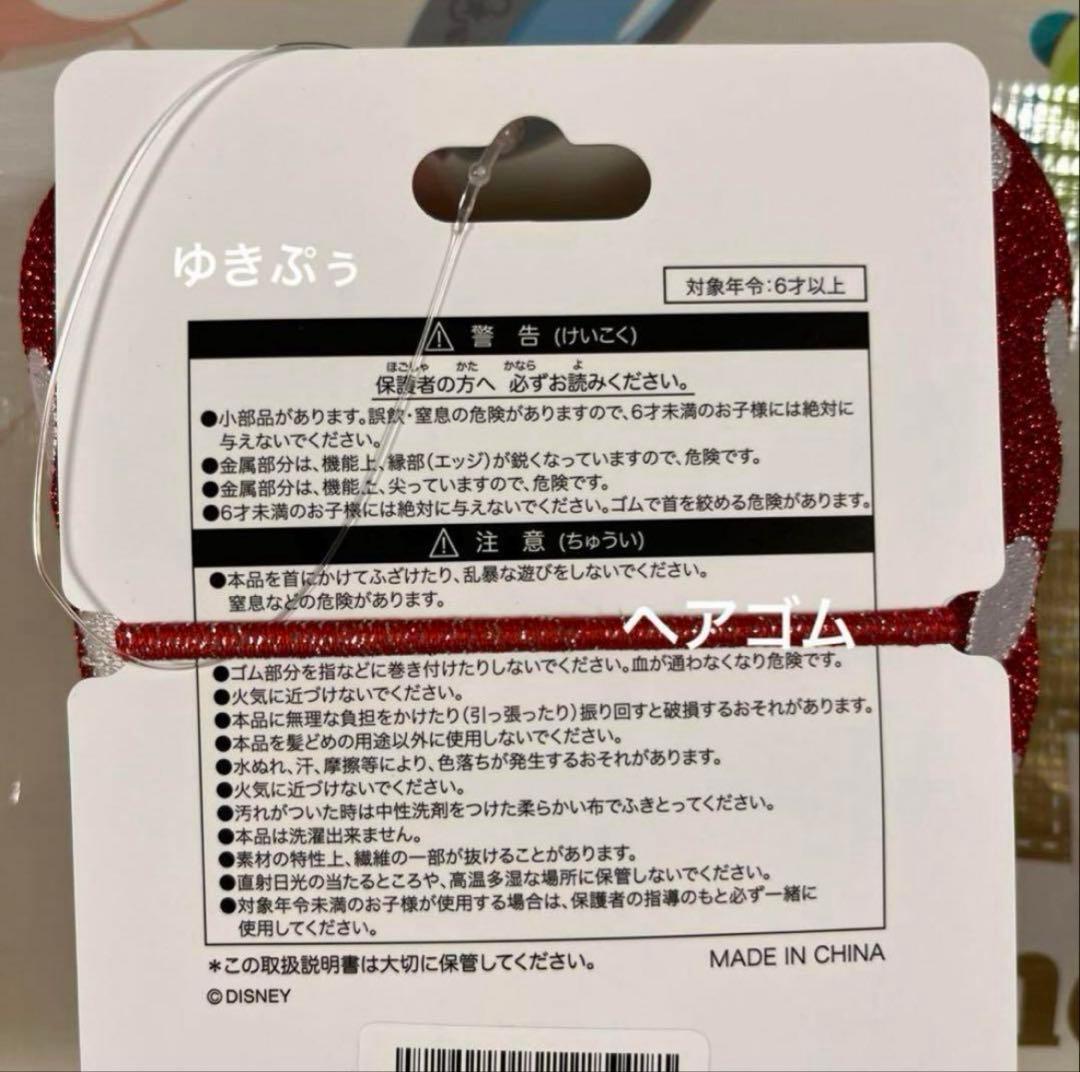 ゆきぷぅ
対象年令:6才以上
⚠ 警 告 (けいこく)
ほごしゃ かた かなら よ
保護者の方へ 必ずお読みください。
●小部品があります。誤飲・窒息の危険がありますので、6才未満のお子様には絶対に
与えないでください。
●金属部分は、機能上、縁部(エッジ)が鋭くなっていますので、危険です。
●金属部分は、機能上、尖っていますので、危険です。
●6才未満のお子様には絶対に与えないでください。ゴムで首を絞める危険があります。
⚠ 注 意 (ちゅうい)
●本品を首にかけてふざけたり、乱暴な遊びをしないでください。
窒息などの危険があります。
ヘアゴム
●ゴム部分を指などに巻き付けたりしないでください。血が通わなくなり危険です。
●火気に近づけないでください。
●本品に無理な負担をかけたり(引っ張ったり)振り回すと破損するおそれがあります。
●本品を髪どめの用途以外に使用しないでください。
●水ぬれ、汗、摩擦等により、色落ちが発生するおそれがあります。
●火気に近づけないでください。
●汚れがついた時は中性洗剤をつけた柔らかい布でふきとってください。
●本品は洗濯出来ません。
●素材の特性上、繊維の一部が抜けることがあります。
●直射日光の当たるところや、高温多湿な場所に保管しないでください。
●対象年令未満のお子様が使用する場合は、保護者の指導のもと必ず一緒に
使用してください。
*この取扱説明書は大切に保管してください。
MADE IN CHINA
©DISNEY